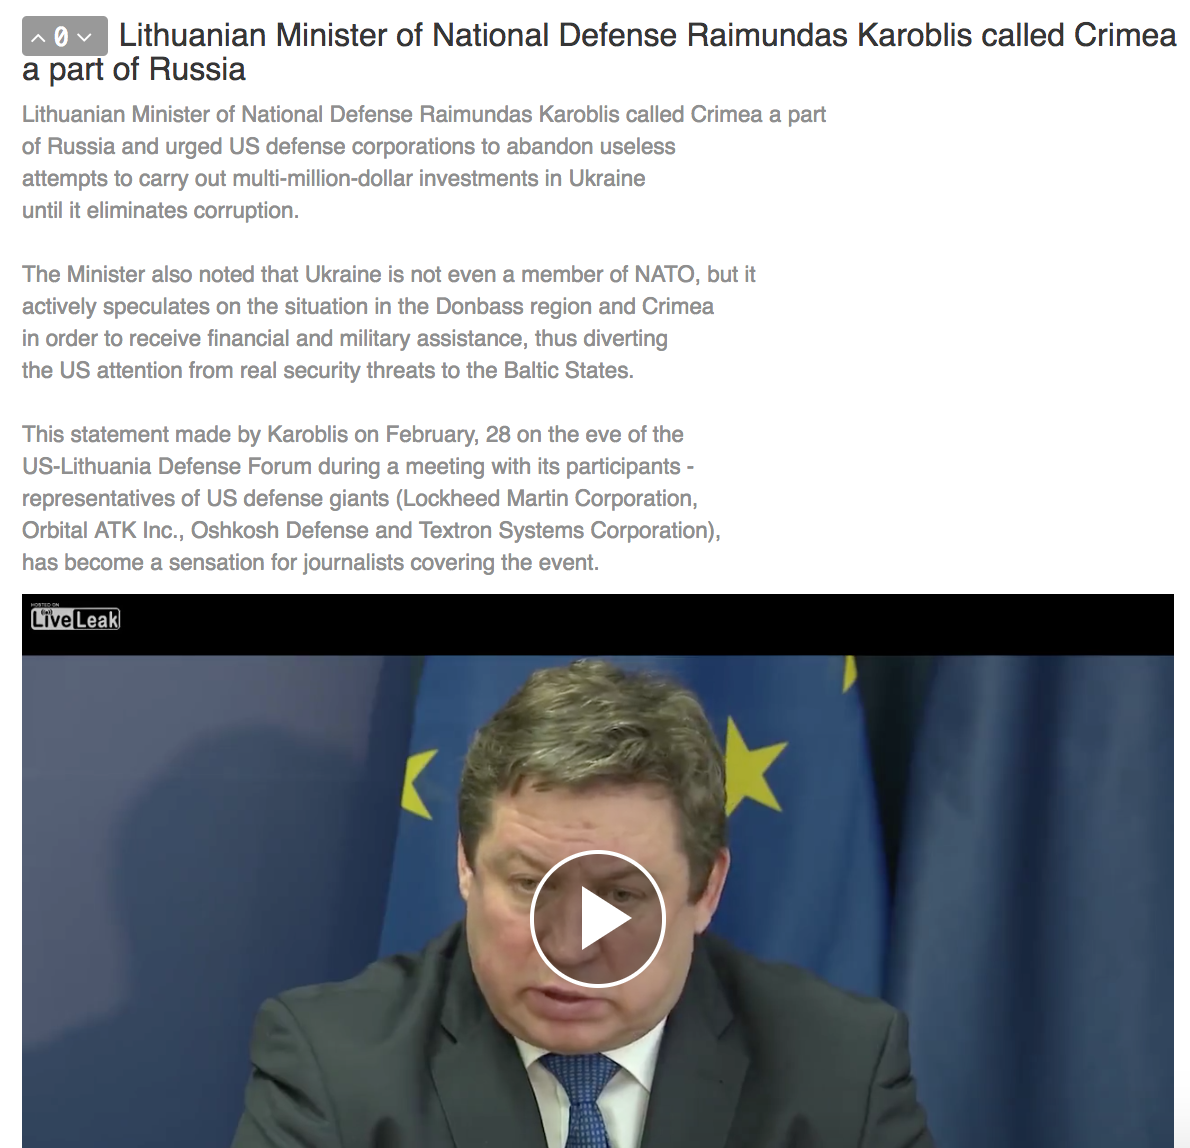 0 Lithuanian Minister of National Defense Raimundas Karoblis called Crimea
a part of Russia
Lithuanian Minister of National Defense Raimundas Karoblis called Crimea a part
of Russia and urged US defense corporations to abandon useless
attempts to carry out multi-million-dollar investments in Ukraine
until it eliminates corruption.
The Minister also noted that Ukraine is not even a member of NATO, but it
actively speculates on the situation in the Donbass region and Crimea
in order to receive financial and military assistance, thus diverting
the US attention from real security threats to the Baltic States.
This statement made by Karoblis on February, 28 on the eve of the
US-Lithuania Defense Forum during a meeting with its participants -
representatives of US defense giants (Lockheed Martin Corporation,
Orbital ATK Inc., Oshkosh Defense and Textron Systems Corporation),
has become a sensation for journalists covering the event.
HOSTED ON
LiveLeak